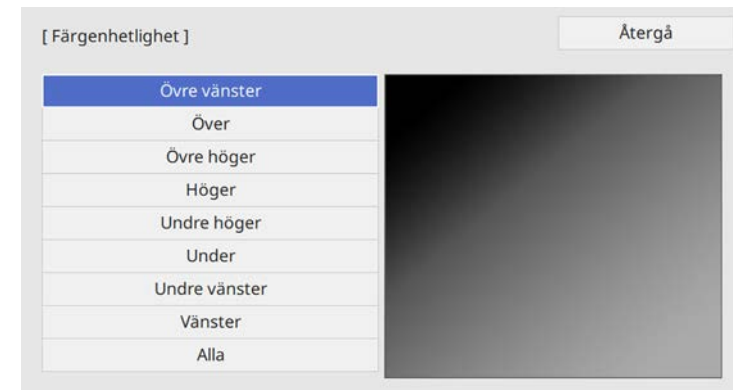 [ Färgenhetlighet ]
Återgå
Övre vänster
Över
Övre höger
Höger
Undre höger
Under
Undre vänster
Vänster
Alla